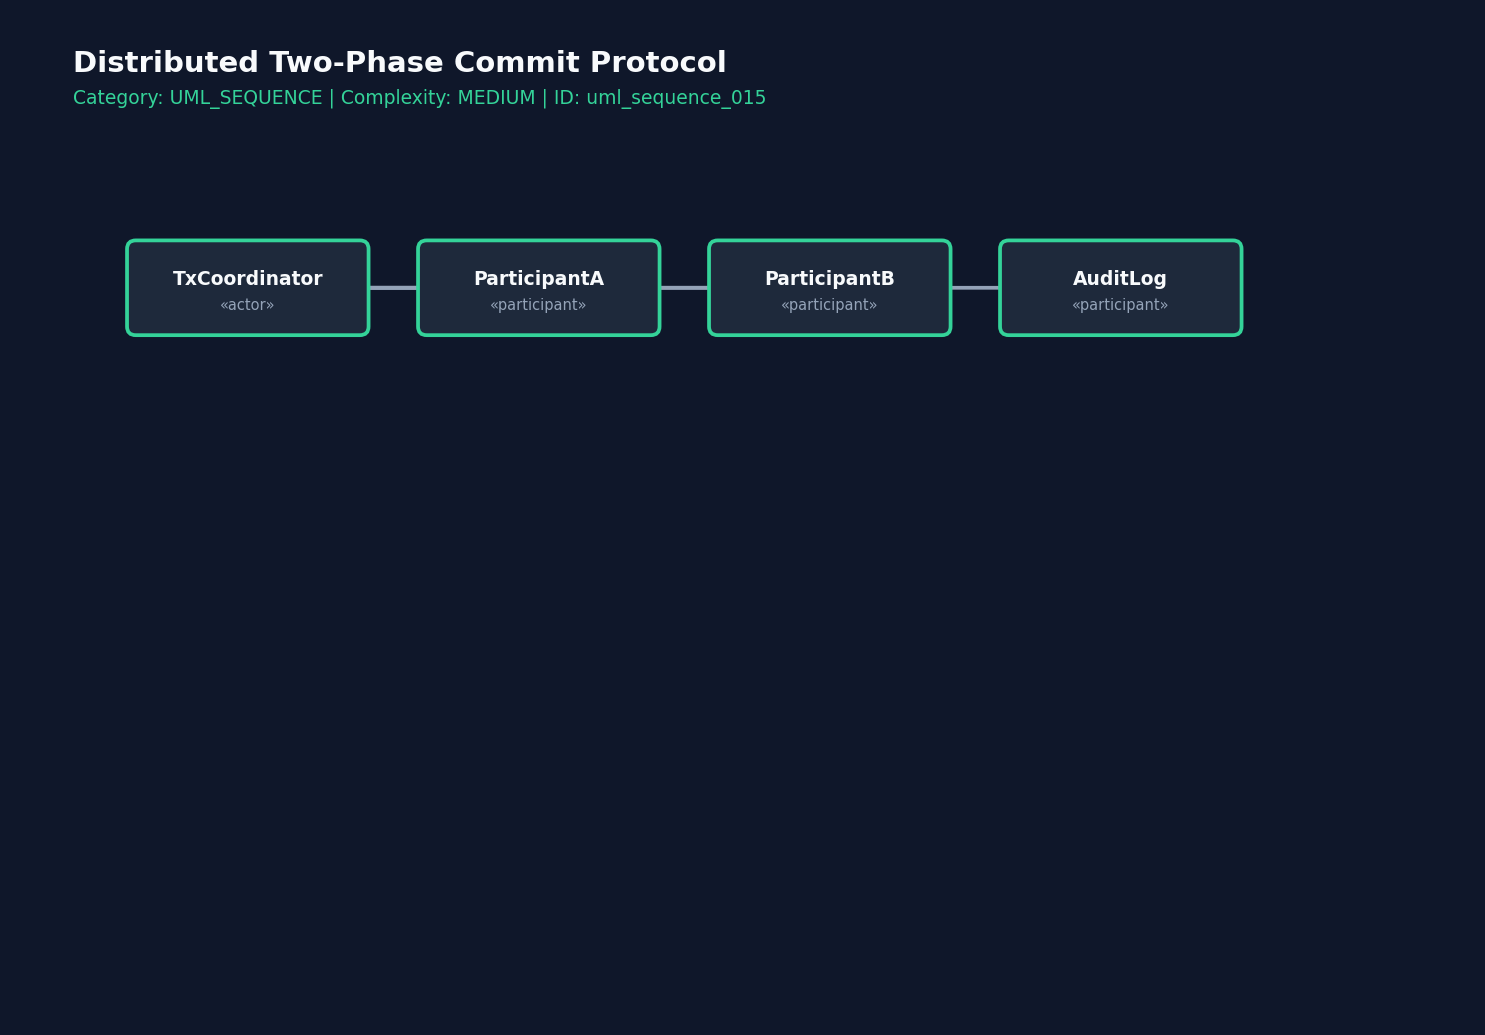 Distributed Two-Phase Commit Protocol
Category: UML_SEQUENCE | Complexity: MEDIUM | ID: uml_sequence_015
TxCoordinator
«actor»
ParticipantA
«participant»
ParticipantB
«participant»
AuditLog
«participant»